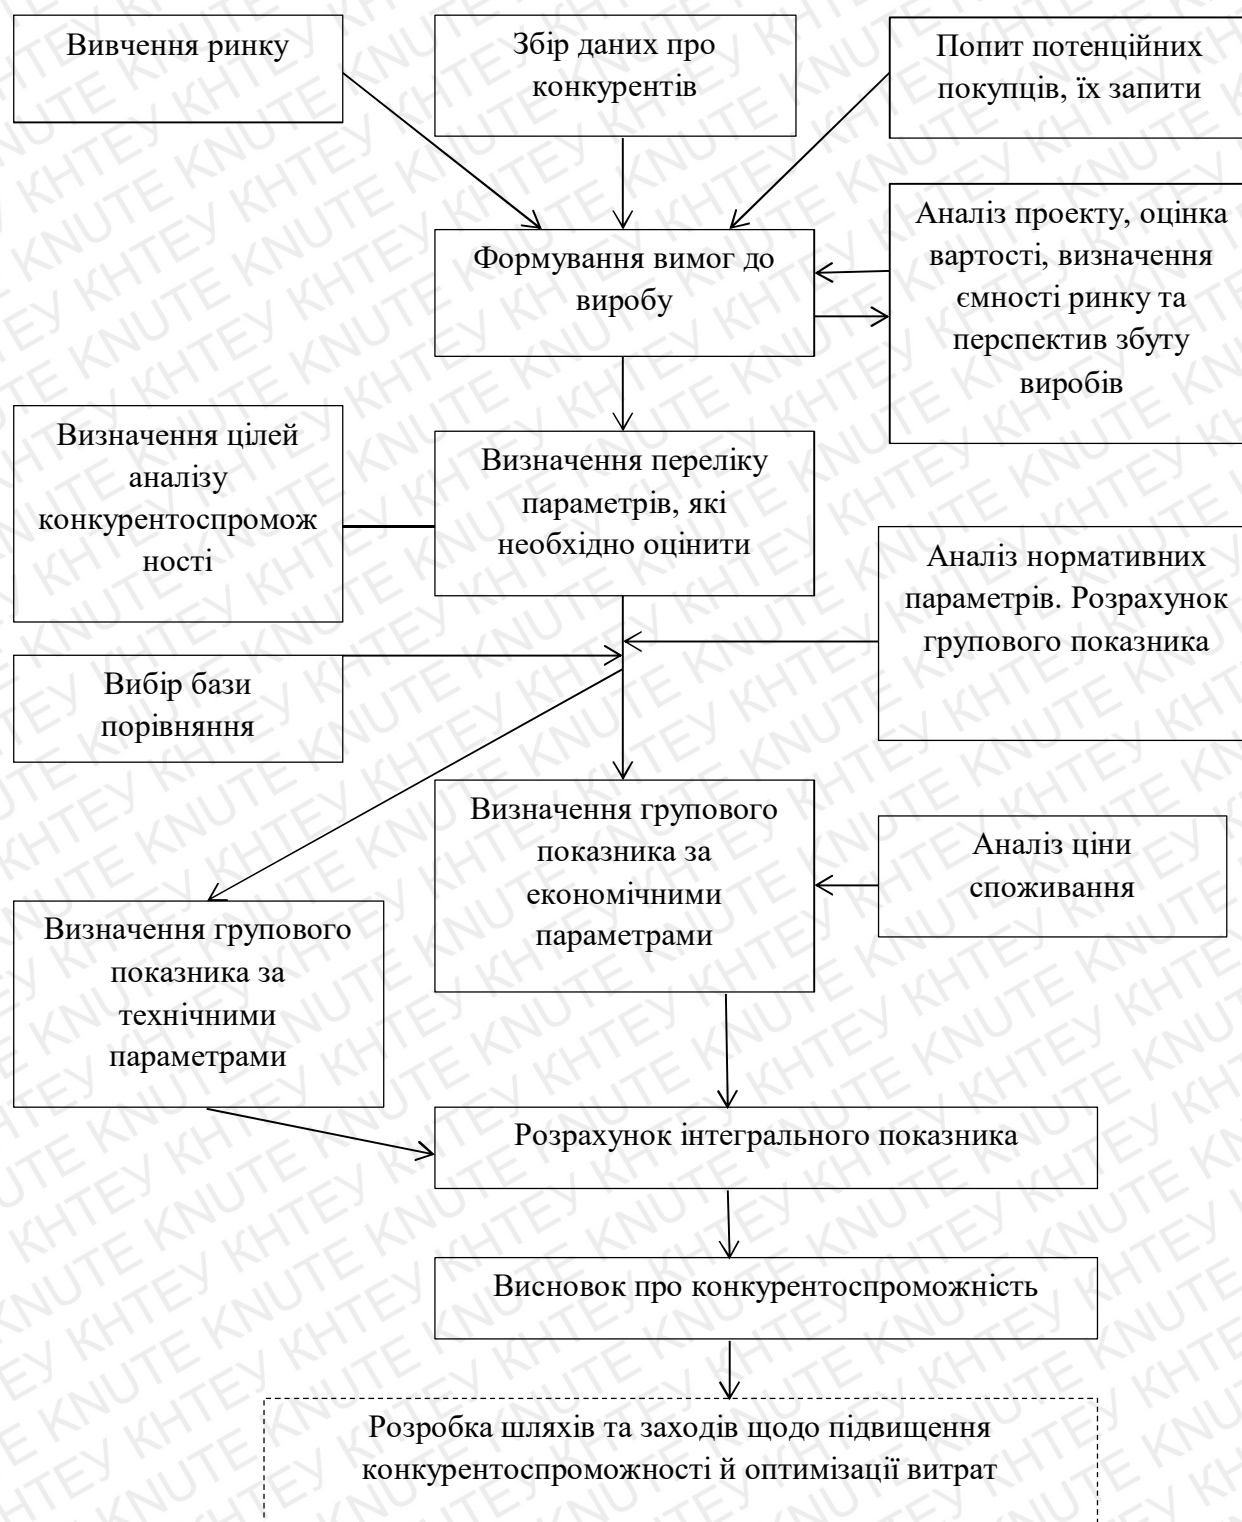 Вивчення ринку
Збір даних про
конкурентів
Попит потенційних
покупців, їх запити
Аналіз проекту, оцінка
вартості, визначення
ємності ринку та
перспектив збуту
виробів
Формування вимог до
виробу
Визначення цілей
аналізу
конкурентоспромож
ності
Визначення переліку
параметрів, які
необхідно оцінити
Аналіз нормативних
параметрів. Розрахунок
групового показника
Вибір бази
порівняння
Визначення групового
показника за
економічними
параметрами
Аналіз ціни
споживання
Визначення групового
показника за
технічними
параметрами
Розрахунок інтегрального показника
Висновок про конкурентоспроможність
Розробка шляхів та заходів щодо підвищення
конкурентоспроможності й оптимізації витрат